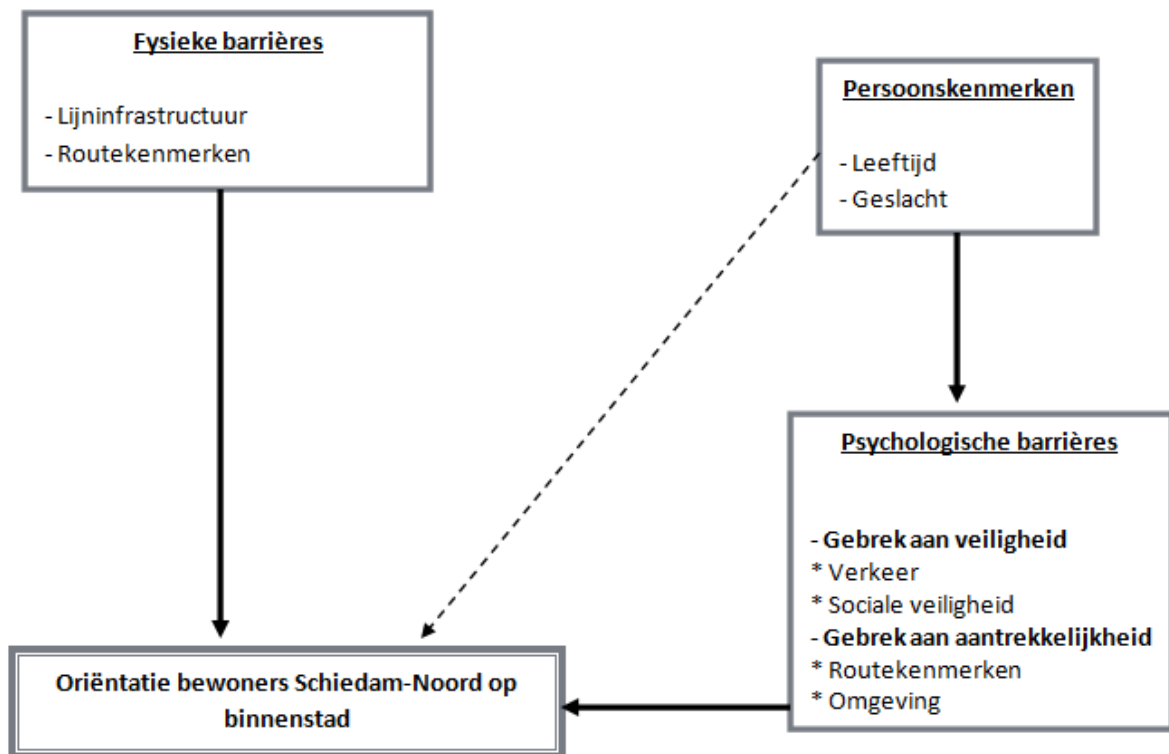 Fysieke barrières
- Lijninfrastructuur
- Routekenmerken
Persoonskenmerken
- Leeftijd
- Geslacht
Psychologische barrières
- Gebrek aan veiligheid
* Verkeer
* Sociale veiligheid
- Gebrek aan aantrekkelijkheid
* Routekenmerken
* Omgeving
Oriëntatie bewoners Schiedam-Noord op
binnenstad